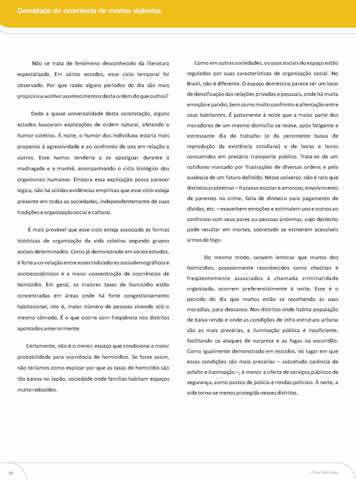 Densidade da ocorrência de mortes violentas.
Não se trata de fenômeno desconhecido da literatura
especializada. Em vários estudos, esse ciclo temporal foi
observado. Por que razão alguns períodos do dia são mais
propícios a acolher acontecimentos desta ordem do que outros?
Dada a quase universalidade desta constatação, alguns
estudos buscaram explicações de ordem natural, afetando o
humor coletivo. À noite, o humor dos indivíduos estaria mais
propenso à agressividade e ao confronto de uns em relação a
outros. Esse humor tenderia a se apaziguar durante a
madrugada e a manhã, acompanhando o ciclo biológico dos
organismos humanos. Embora essa explicação possa parecer
lógica, não há sólidas evidências empíricas que esse ciclo esteja
presente em todas as sociedades, independentemente de suas
tradições e organização social e cultural.
É mais provável que esse ciclo esteja associado às formas
históricas de organização da vida coletiva segundo grupos
sociais determinados. Como já demonstrado em vários estudos,
é forte a co-relação entre esses indicadores sociodemográficos e
socioeconômicos e a maior concentração de ocorrências de
homicídio. Em geral, as maiores taxas de homicídio estão
concentradas em áreas onde há forte congestionamento
habitacional, isto é, maior número de pessoas vivendo sob o
mesmo cômodo. É o que ocorre com frequência nos distritos
apontados anteriormente.
Certamente, não é o menor espaço que condiciona a maior
probabilidade para ocorrência de homicídios. Se fosse assim,
não teríamos como explicar por que as taxas de homicídio são
tão baixas no Japão, sociedade onde famílias habitam espaços
muito reduzidos.
Como em outras sociedades, os usos sociais do espaço estão
regulados por suas características de organização social. No
Brasil, não é diferente. O espaço doméstico parece ser um local
de densificação das relações privadas e pessoais, onde há muita
emoção e paixão, bem como muito confronto e altercação entre
seus habitantes. É justamente à noite que a maior parte dos
moradores de um mesmo domicílio se reúne, após fatigante e
estressante dia de trabalho (e da persistente busca de
reprodução da existência cotidiana) e de horas e horas
consumidas em precário transporte público. Trata-se de um
cotidiano marcado por frustrações de diversas ordens e pela
ausência de um futuro definido. Nesse universo, não é raro que
distintos problemas – fracasso escolar e amoroso; envolvimento
de parentes no crime, falta de dinheiro para pagamento de
dívidas, etc. – exacerbem emoções e estimulem uns e outros ao
confronto com seus pares ou pessoas próximas, cujo desfecho
pode resultar em mortes, sobretudo se estiverem acessíveis
armas de fogo.
Do mesmo modo, convém lembrar que muitos dos
homicídios, popularmente reconhecidos como chacinas e
freqüentemente associados à chamada criminalidade
organizada, ocorrem preferencialmente à noite. Esse é o
período do dia que muitos estão se recolhendo às suas
moradias, para descanso. Nos distritos onde habita população
de baixa renda e onde as condições de infra-estrutura urbana
são as mais precárias, a iluminação pública é insuficiente,
facilitando os ataques de surpresa e as fugas na escuridão.
Como igualmente demonstrado em estudos, no lugar em que
essas condições são mais precárias – sobretudo carência de
asfalto e iluminação –, é menor a oferta de serviços públicos de
segurança, como postos de polícia e rondas policiais. À noite, a
vida torna-se menos protegida nesses distritos.